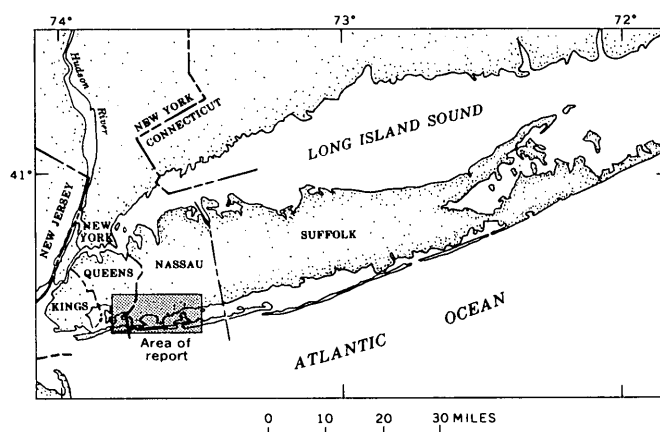 74° 73° 72°
Hudson
River
NEW YORK
CONNECTICUT
LONG ISLAND SOUND
41°
NEW JERSEY
NEW
YORK
SUFFOLK
QUEENS
NASSAU
KINGS
Area of
report
ATLANTIC OCEAN
0 10 20 30 MILES